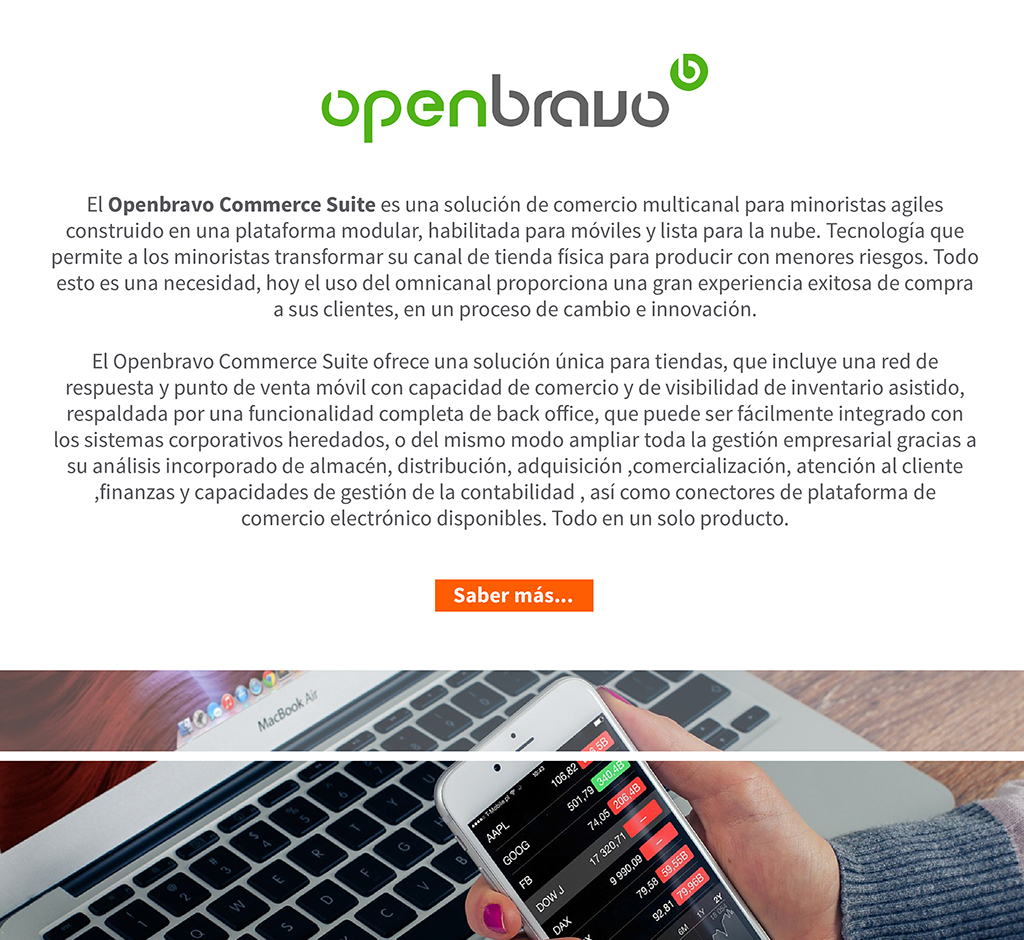 openbravo
b
El Openbravo Commerce Suite es una solución de comercio multicanal para minoristas agiles
construido en una plataforma modular, habilitada para móviles y lista para la nube. Tecnología que
permite a los minoristas transformar su canal de tienda física para producir con menores riesgos. Todo
esto es una necesidad, hoy el uso del omnicanal proporciona una gran experiencia exitosa de compra
a sus clientes, en un proceso de cambio e innovación.
El Openbravo Commerce Suite ofrece una solución única para tiendas, que incluye una red de
respuesta y punto de venta móvil con capacidad de comercio y de visibilidad de inventario asistido,
respaldada por una funcionalidad completa de back office, que puede ser fácilmente integrado con
los sistemas corporativos heredados, o del mismo modo ampliar toda la gestión empresarial gracias a
su análisis incorporado de almacén, distribución, adquisición ,comercialización, atención al cliente
,finanzas y capacidades de gestión de la contabilidad , así como conectores de plataforma de
comercio electrónico disponibles. Todo en un solo producto.
Saber más...
MacBook Air
T-Mobile.pl 10:43
AAPL 106,82
GOOG 501,79 340,4B
FB 74,05 206,4B
DOW J 17 320,71 –
DAX 9 990,09 –
79,58 59,55B
92,81 79,96B
6M 1Y 2Y